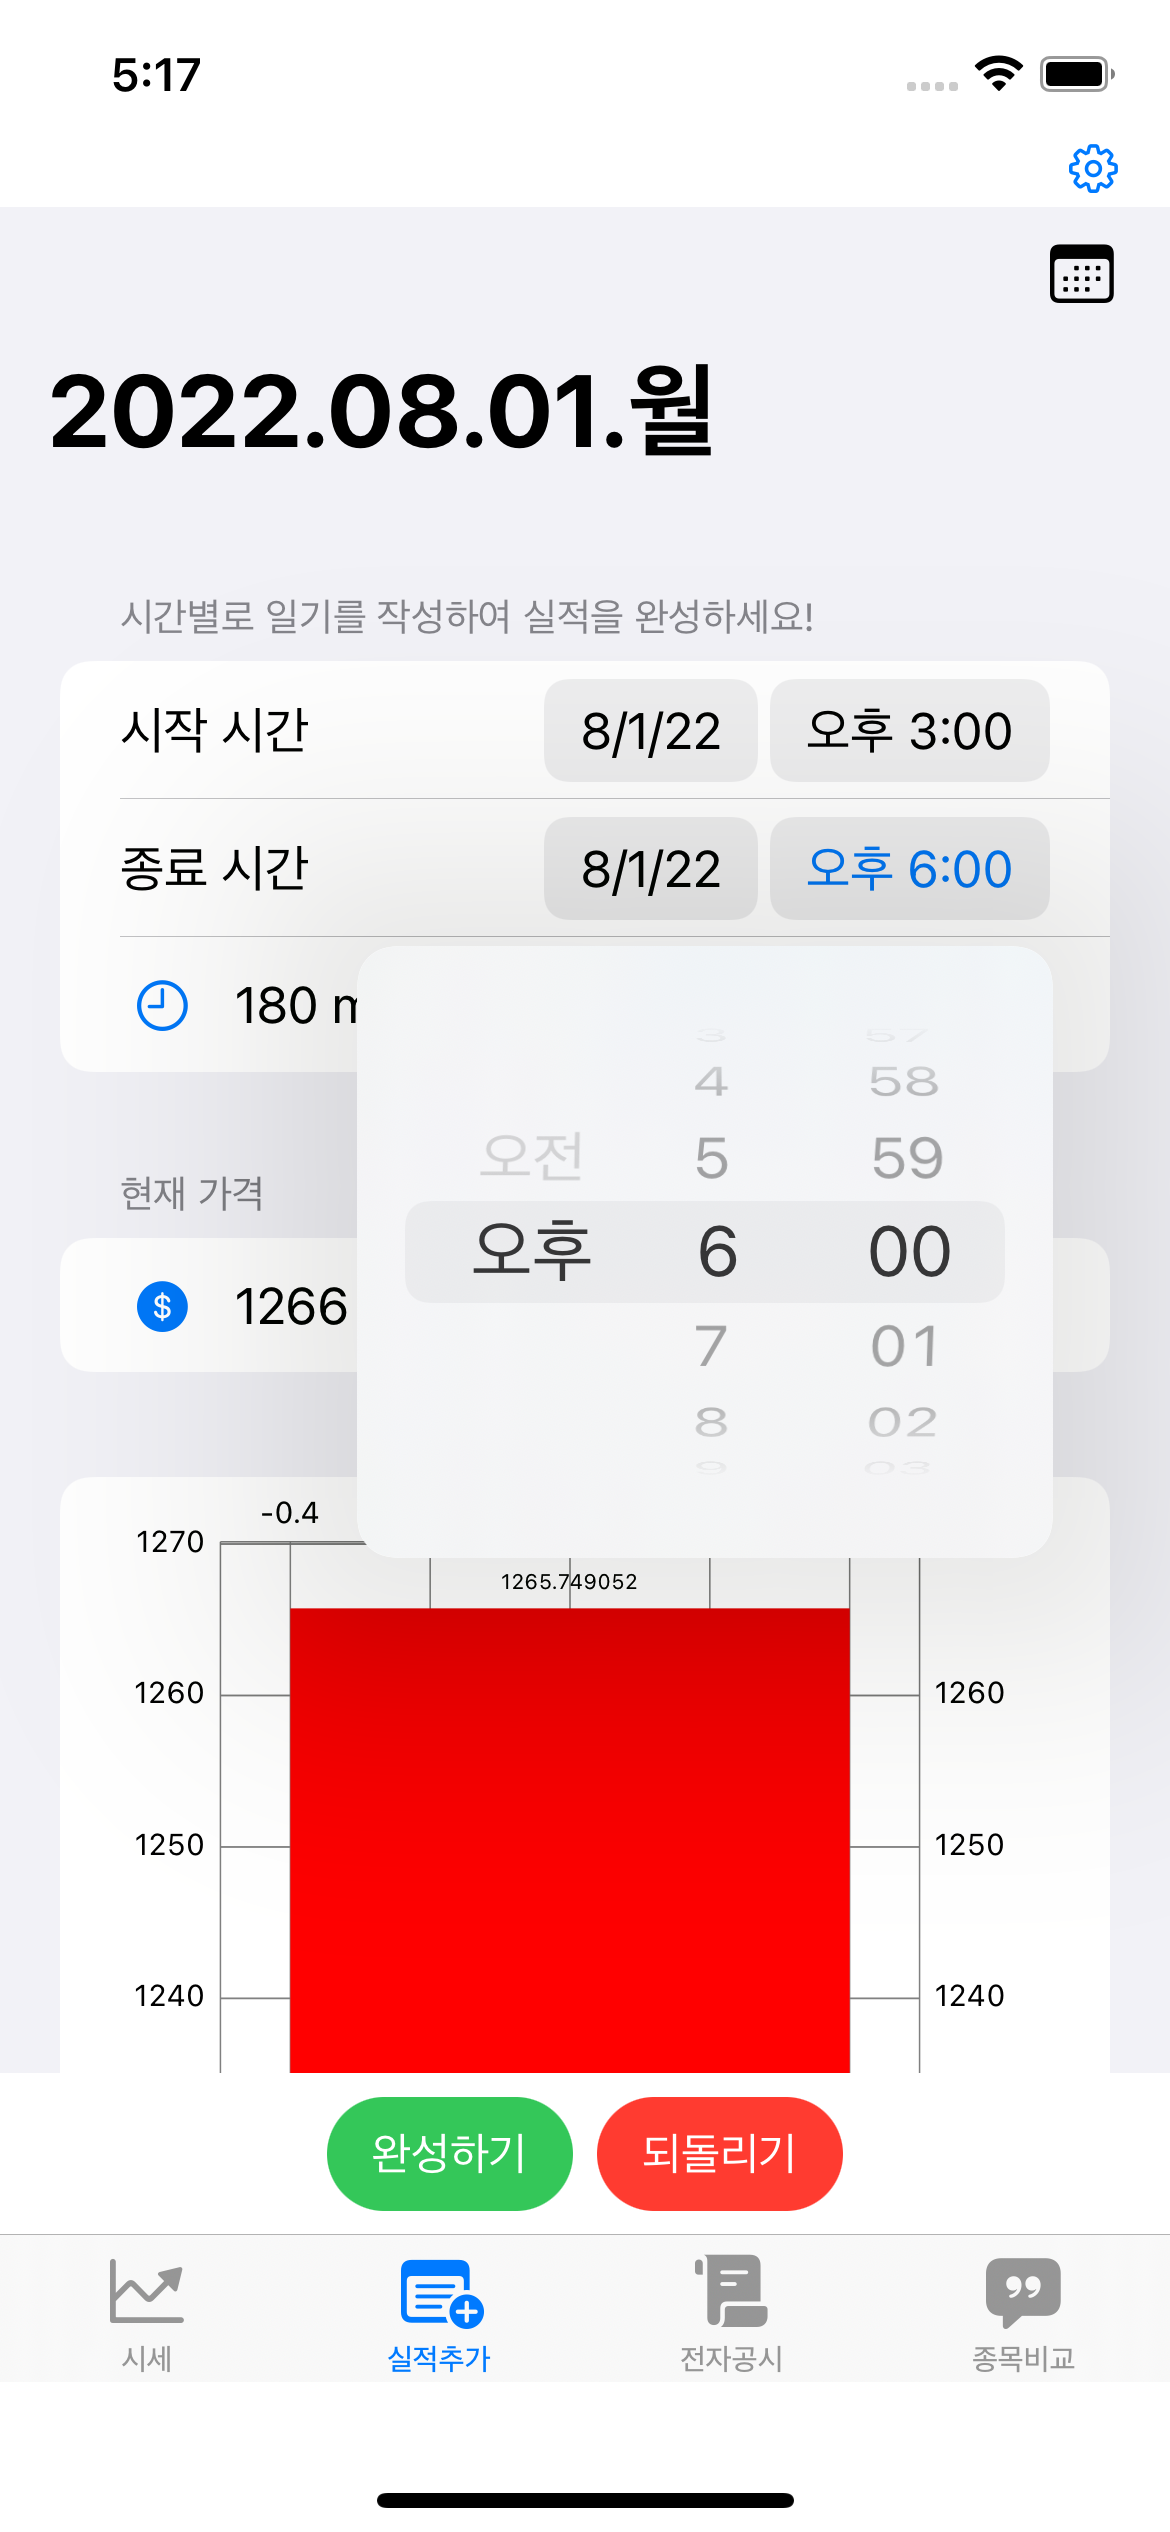 5:17
2022.08.01.월
시간별로 일기를 작성하여 실적을 완성하세요!
시작 시간 8/1/22 오후 3:00
종료 시간 8/1/22 오후 6:00
180 m
3 57
4 58
오전 5 59
오후 6 00
7 01
8 02
9 03
현재 가격
$ 1266
-0.4
1270
1265.749052
1260 1260
1250 1250
1240 1240
완성하기 되돌리기
시세 실적추가 전자공시 종목비교